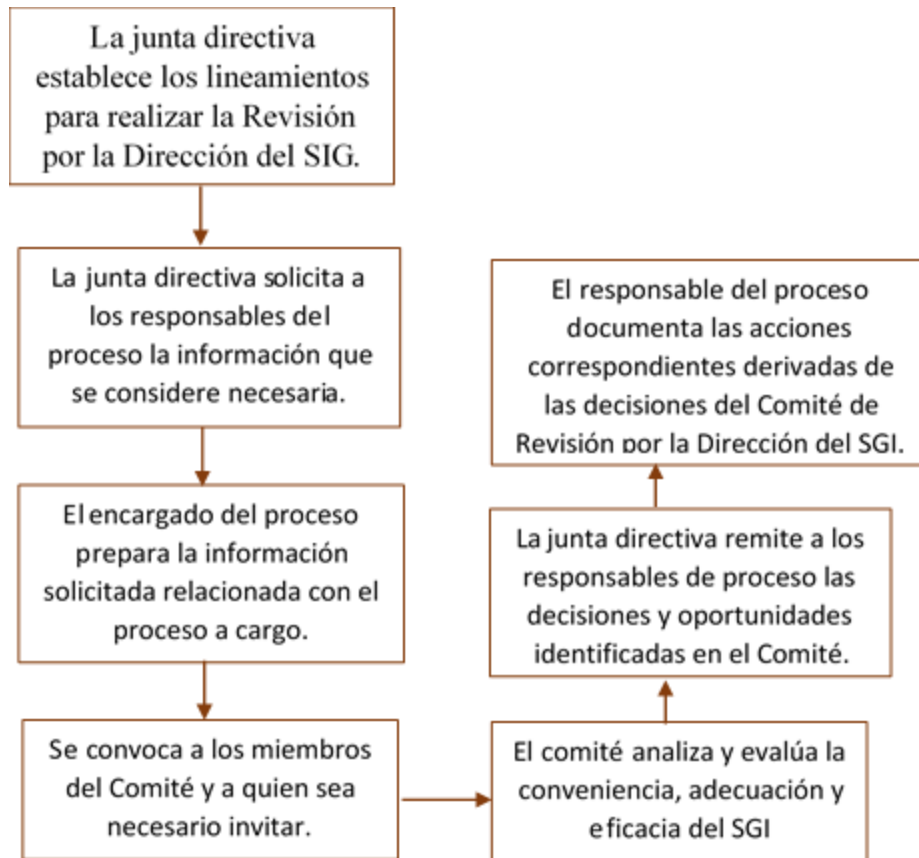 La junta directiva
establece los lineamientos
para realizar la Revisión
por la Dirección del SIG.
La junta directiva solicita a
los responsables del
proceso la información que
se considere necesaria.
El encargado del proceso
prepara la información
solicitada relacionada con el
proceso a cargo.
Se convoca a los miembros
del Comité y a quien sea
necesario invitar.
El comité analiza y evalúa la
conveniencia, adecuación y
eficacia del SGI
La junta directiva remite a los
responsables de proceso las
decisiones y oportunidades
identificadas en el Comité.
El responsable del proceso
documenta las acciones
correspondientes derivadas de
las decisiones del Comité de
Revisión por la Dirección del SGI.